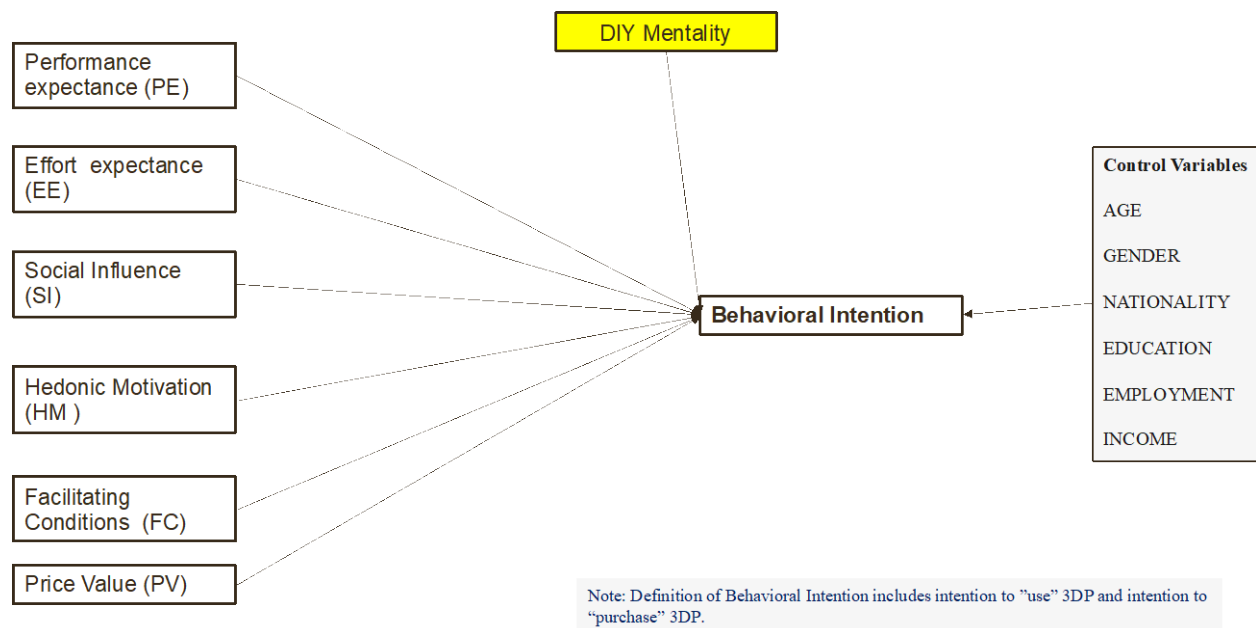 DIY Mentality
Performance
expectance (PE)
Effort  expectance
(EE)
Social Influence
(SI)
Hedonic Motivation
(HM )
Facilitating
Conditions  (FC)
Price Value (PV)
Behavioral Intention
Control Variables
AGE
GENDER
NATIONALITY
EDUCATION
EMPLOYMENT
INCOME
Note: Definition of Behavioral Intention includes intention to ”use” 3DP and intention to
“purchase” 3DP.